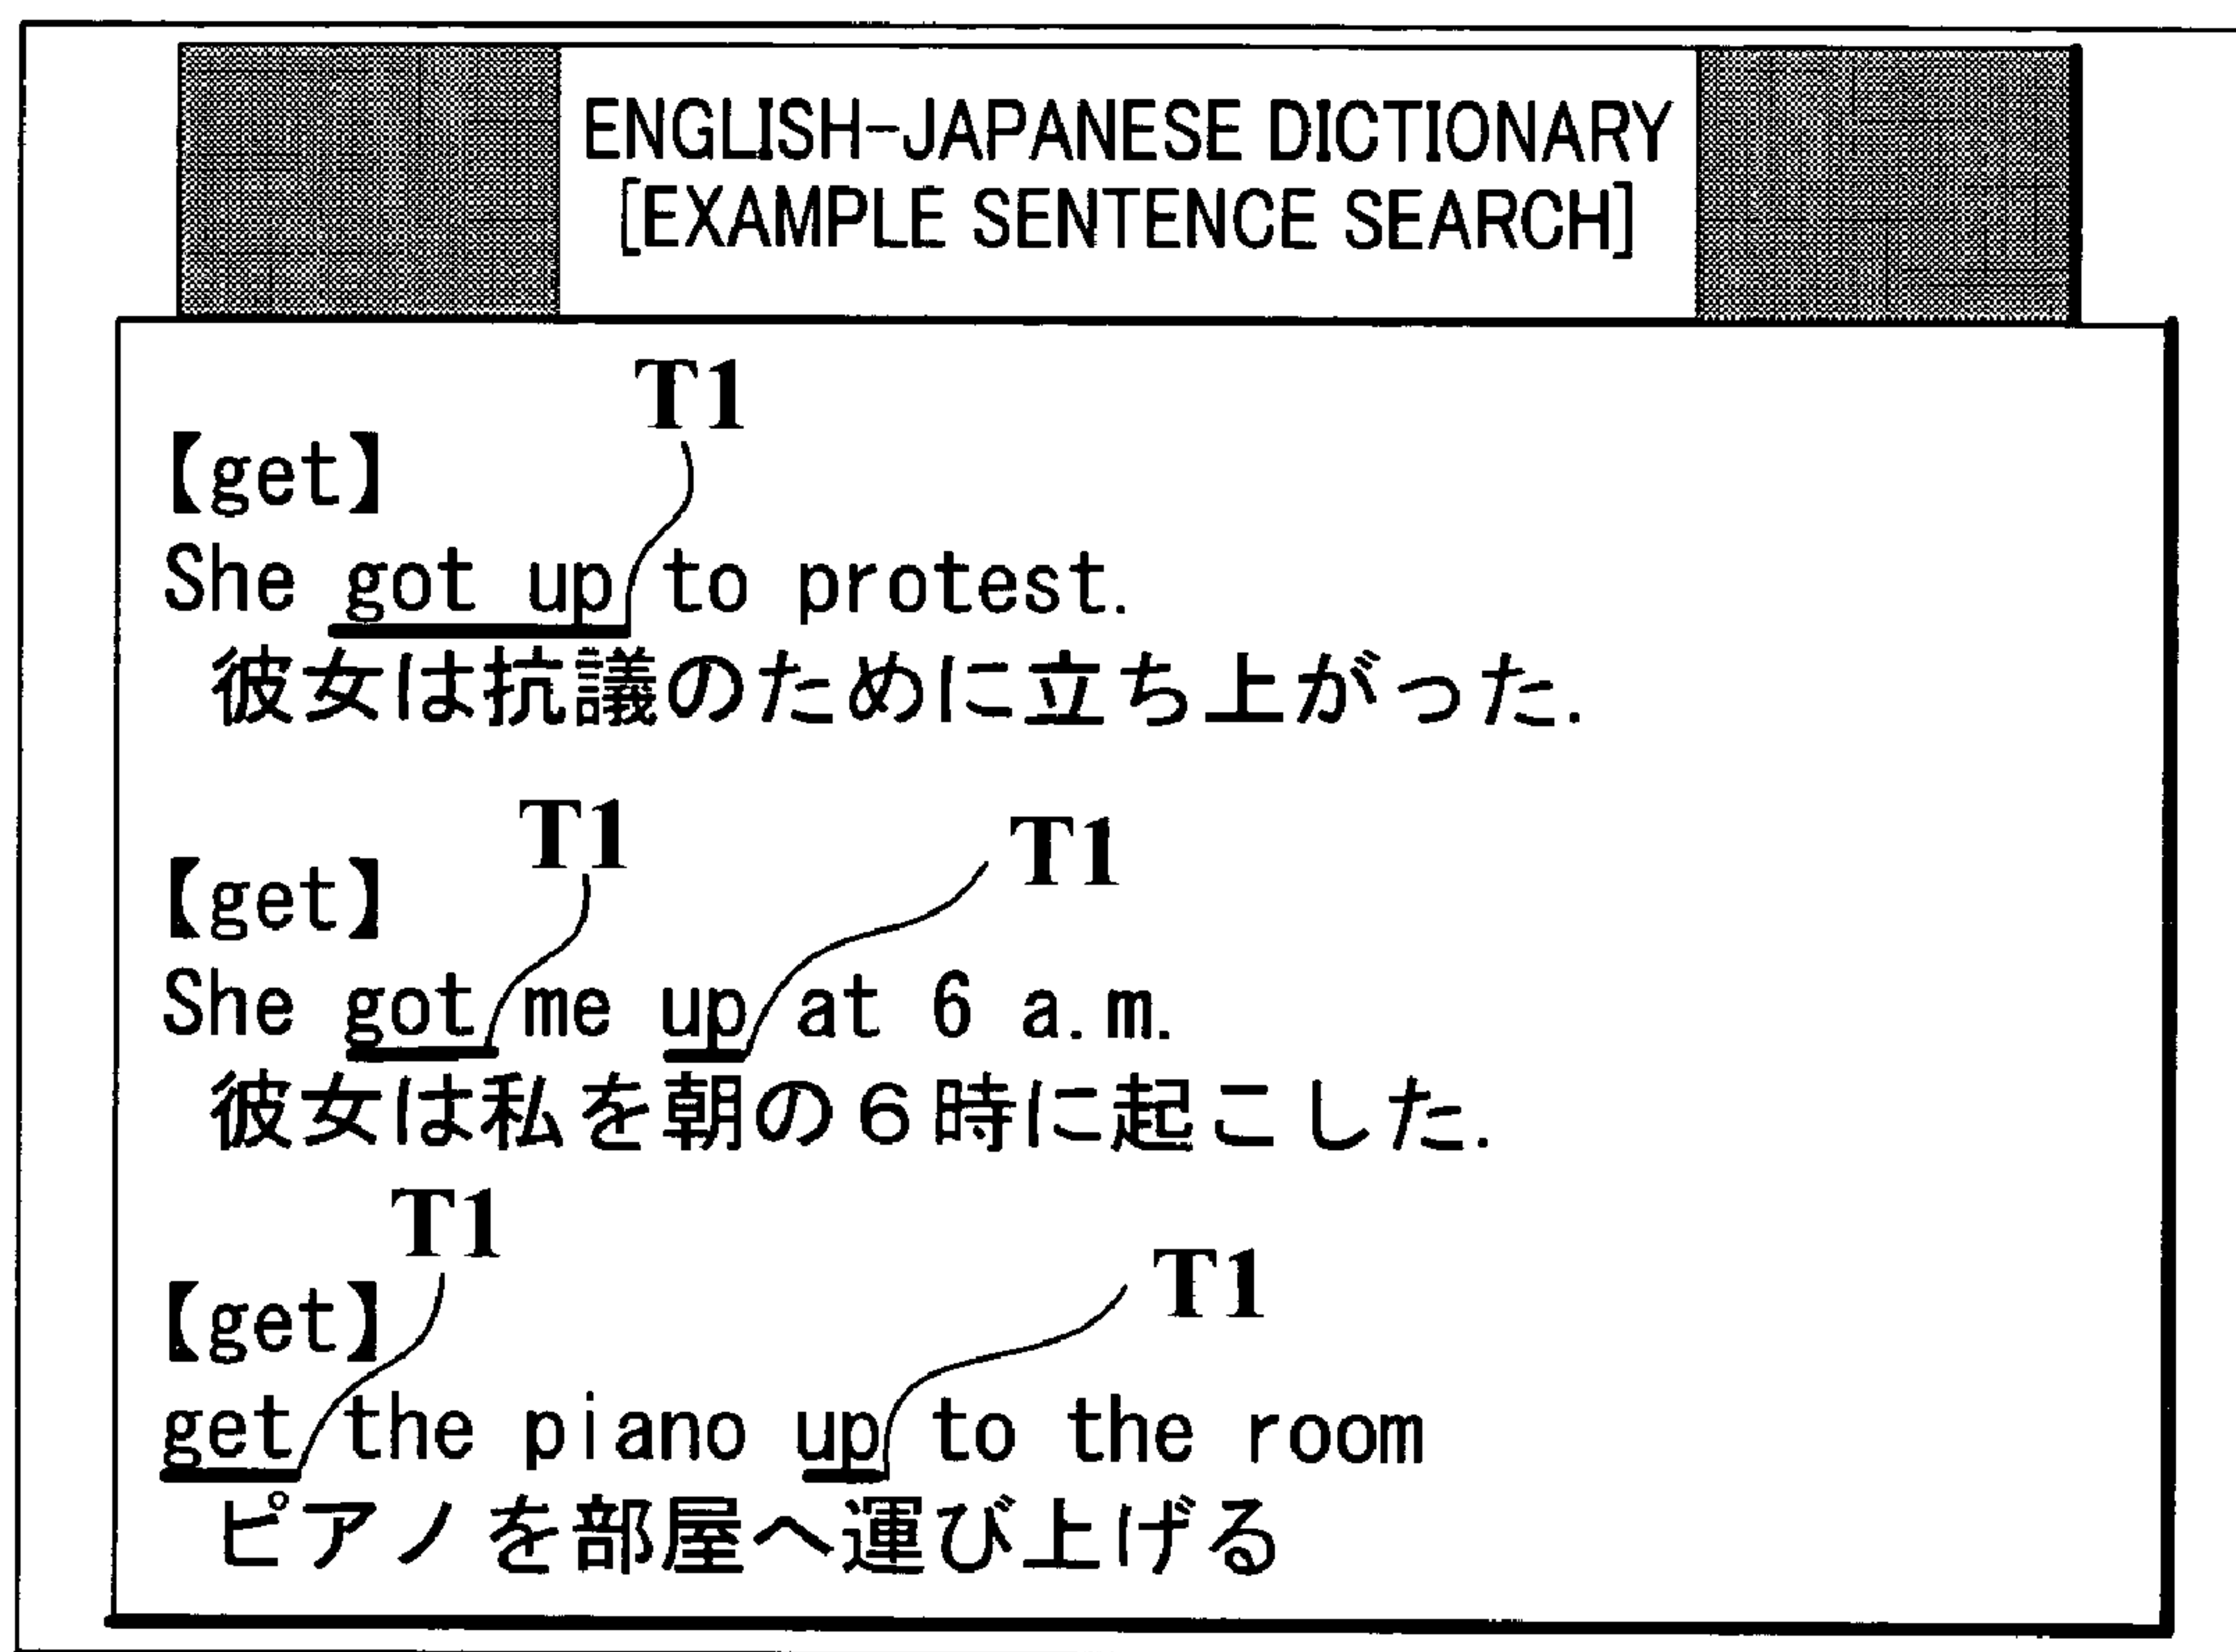 ENGLISH-JAPANESE DICTIONARY
[EXAMPLE SENTENCE SEARCH]
T1
【get】
She got up to protest.
彼女は抗議のために立ち上がった.
T1 T1
【get】
She got me up at 6 a.m.
彼女は私を朝の６時に起こした.
T1 T1
【get】
get the piano up to the room
ピアノを部屋へ運び上げる